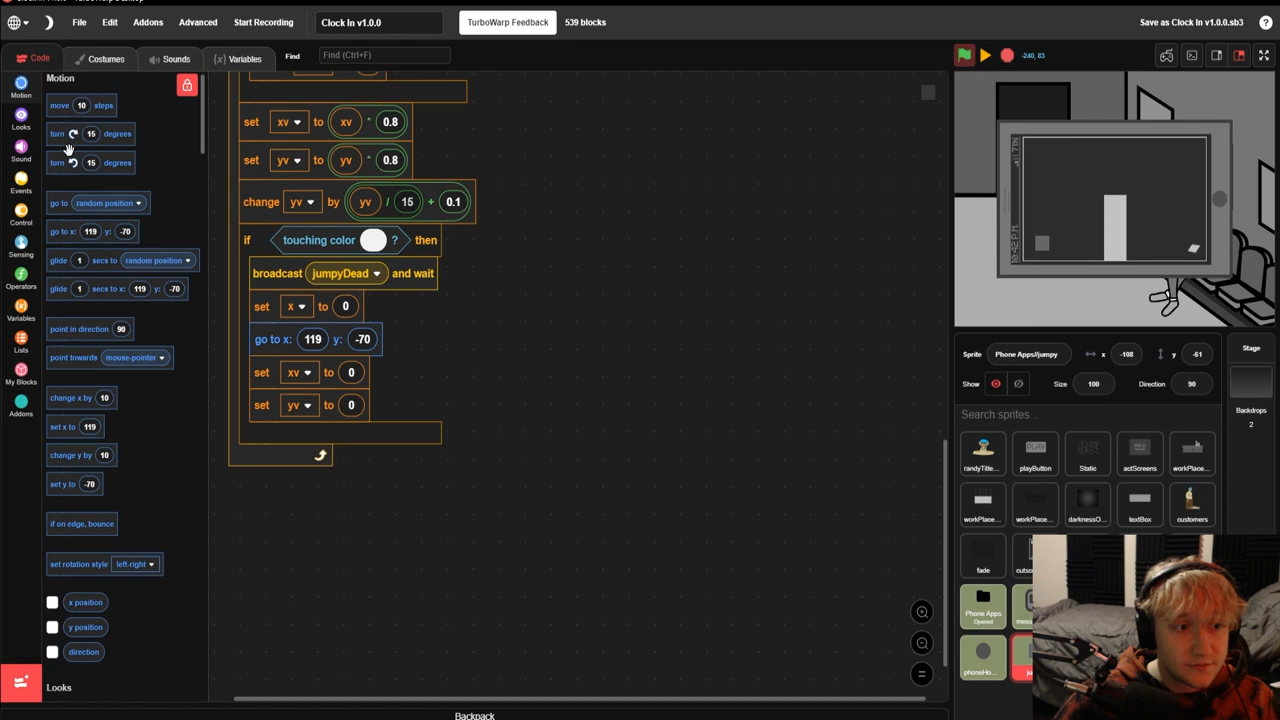 File Edit Addons Advanced Start Recording Clock In v1.0.0 TurboWarp Feedback 539 blocks Save as Clock In v1.0.0.sb3 ?
Code Costumes Sounds Variables Find Find (Ctrl+F) -240, 83
Motion
move 10 steps
turn 15 degrees
turn 15 degrees
go to random position
go to x: 119 y: -70
glide 1 secs to random position
glide 1 secs to x: 119 y: -70
point in direction 90
point towards mouse-pointer
change x by 10
set x to 119
change y by 10
set y to -70
if on edge, bounce
set rotation style left-right
x position
y position
direction
Looks
Motion
Looks
Sound
Events
Control
Sensing
Operators
Variables
Lists
My Blocks
Addons
set xv to xv * 0.8
set yv to yv * 0.8
change yv by yv / 15 + 0.1
if touching color ? then
broadcast jumpyDead and wait
set x to 0
go to x: 119 y: -70
set xv to 0
set yv to 0
Backpack
10:42 P.M.
Sprite Phone Apps//jumpy x -108 y -61
Show Size 100 Direction 90
Search sprites...
randyTitle... playButton Static actScreens workPlace...
workPlace... workPlace... darknessO... textBox customers
fade
Phone Apps
Opened
phoneHo...
Stage
Backdrops
2